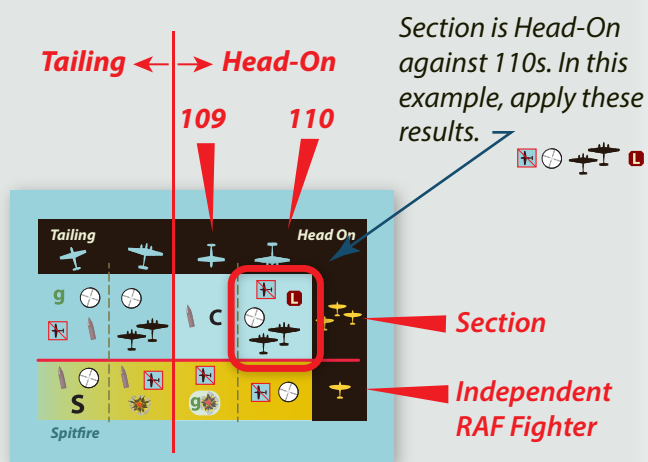 Section is Head-On
against 110s. In this
example, apply these
results.
L
Tailing
Head-On
109
110
Tailing
Head On
g
C
L
Section
S
g
Independent
RAF Fighter
Spitfire